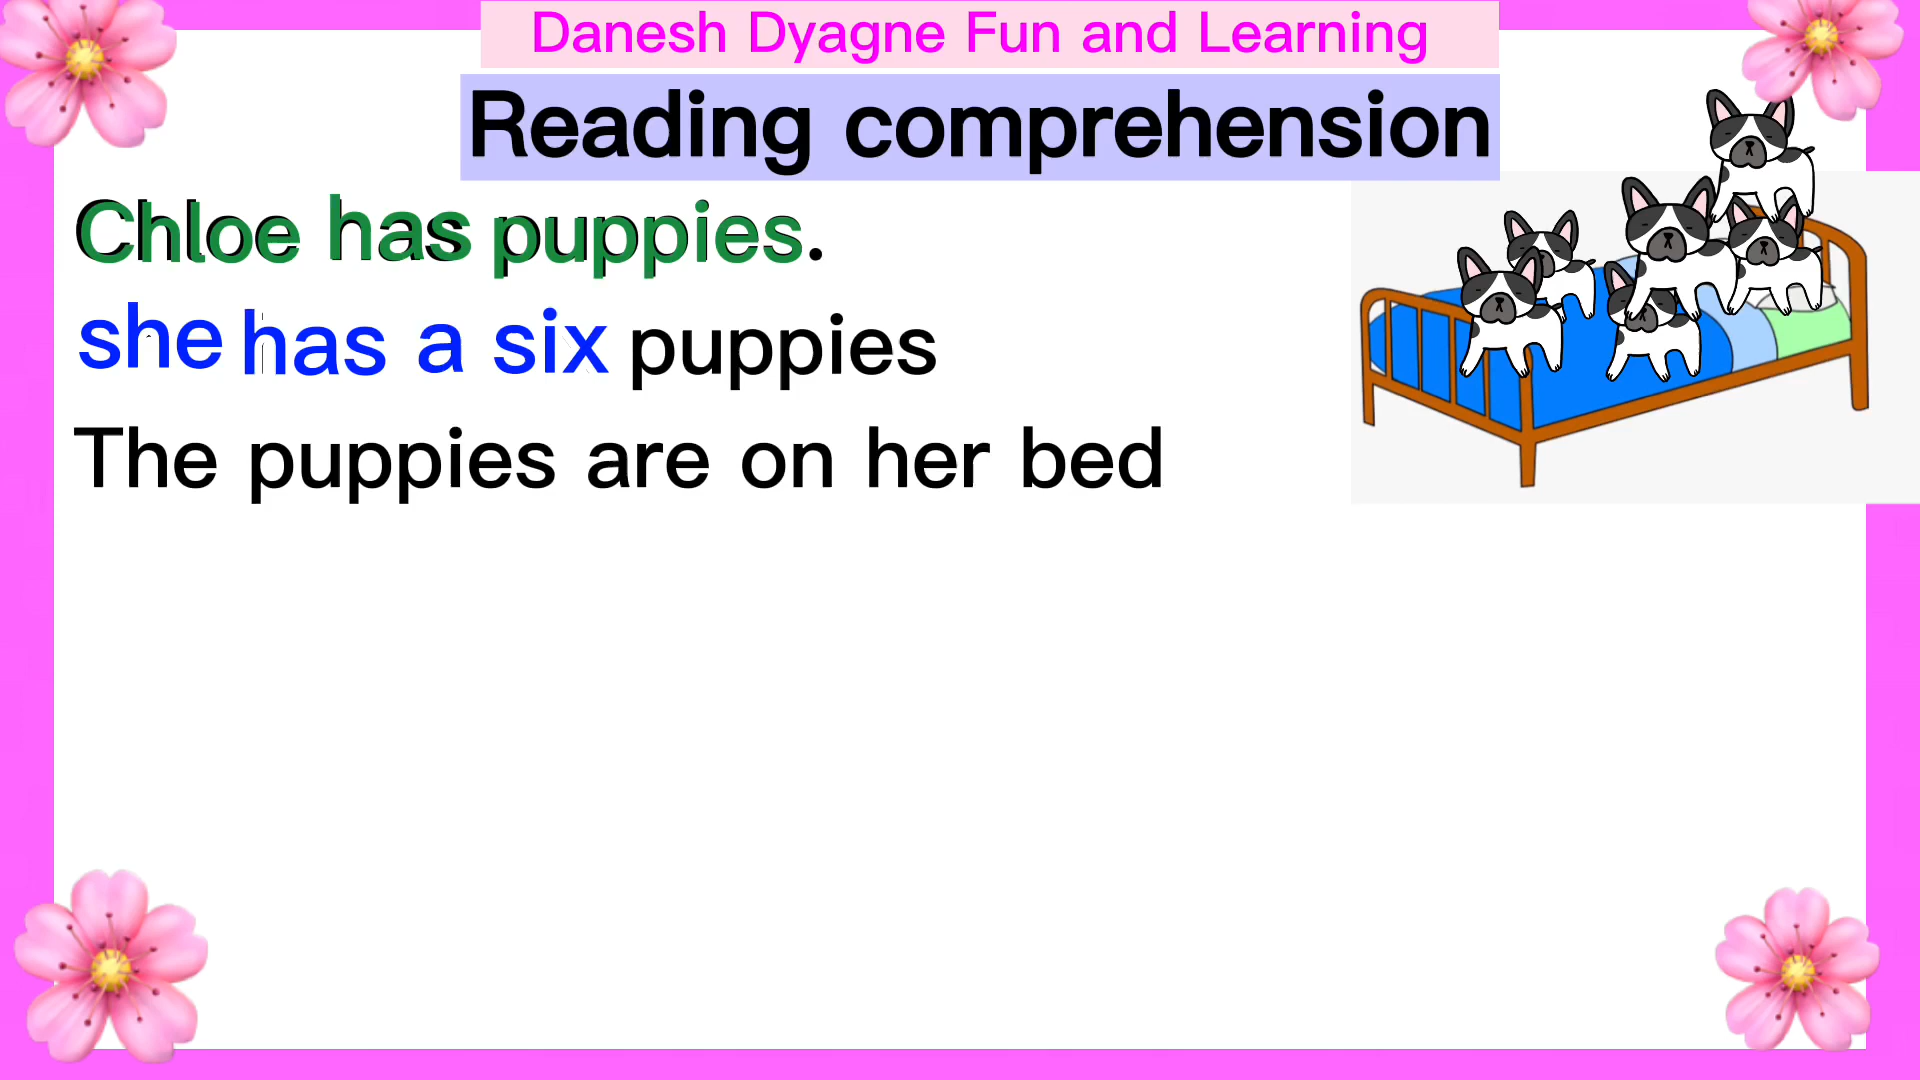 Danesh Dyagne Fun and Learning
Reading comprehension
Chloe has puppies.
she has a six puppies
The puppies are on her bed